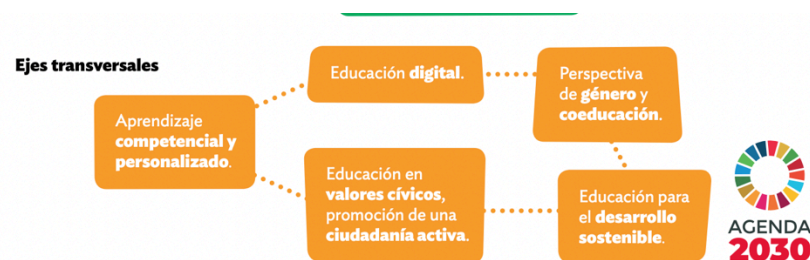 Ejes transversales
Aprendizaje
competencial y
personalizado.
Educación digital.
Perspectiva
de género y
coeducación.
Educación en
valores cívicos,
promoción de una
ciudadanía activa.
Educación para
el desarrollo
sostenible.
AGENDA
2030